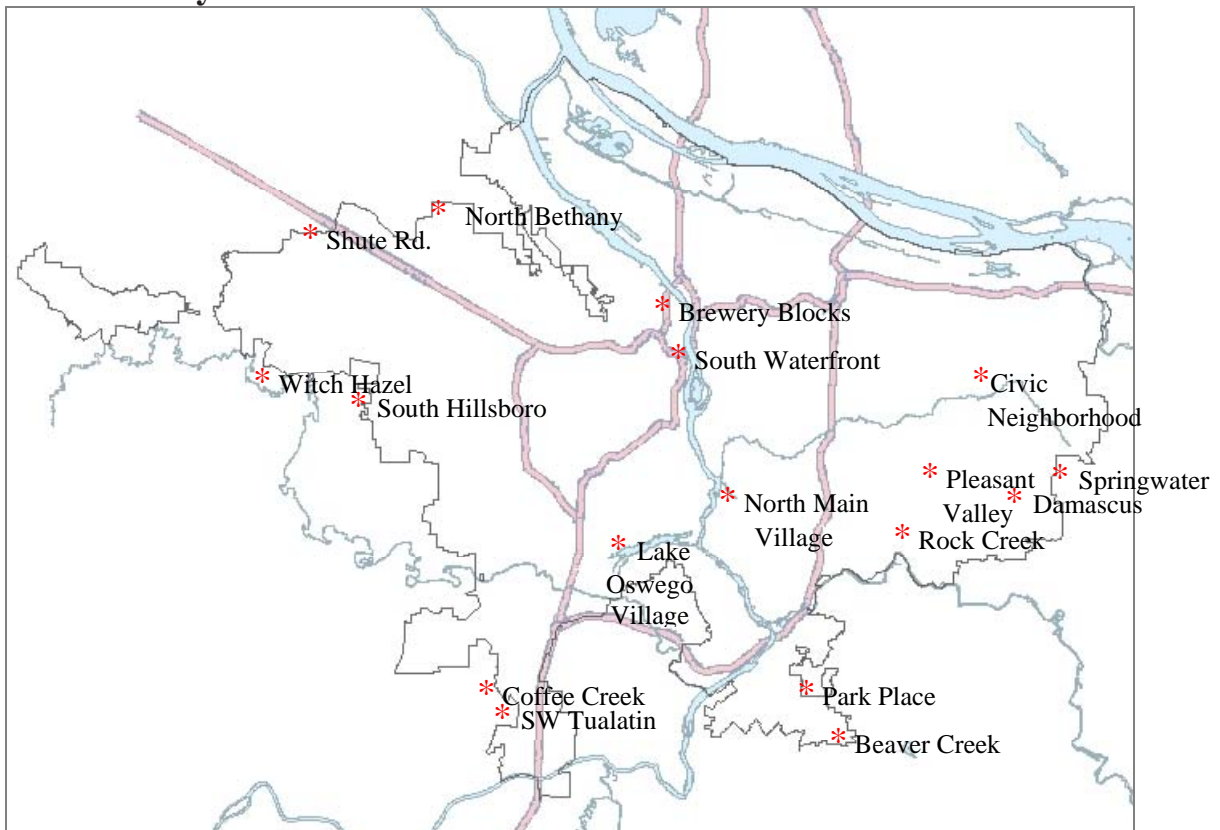 North Bethany
Shute Rd.
Brewery Blocks
South Waterfront
Witch Hazel
South Hillsboro
Civic
Neighborhood
Pleasant
Valley
Springwater
Damascus
North Main
Village
Rock Creek
Lake
Oswego
Village
Coffee Creek
SW Tualatin
Park Place
Beaver Creek